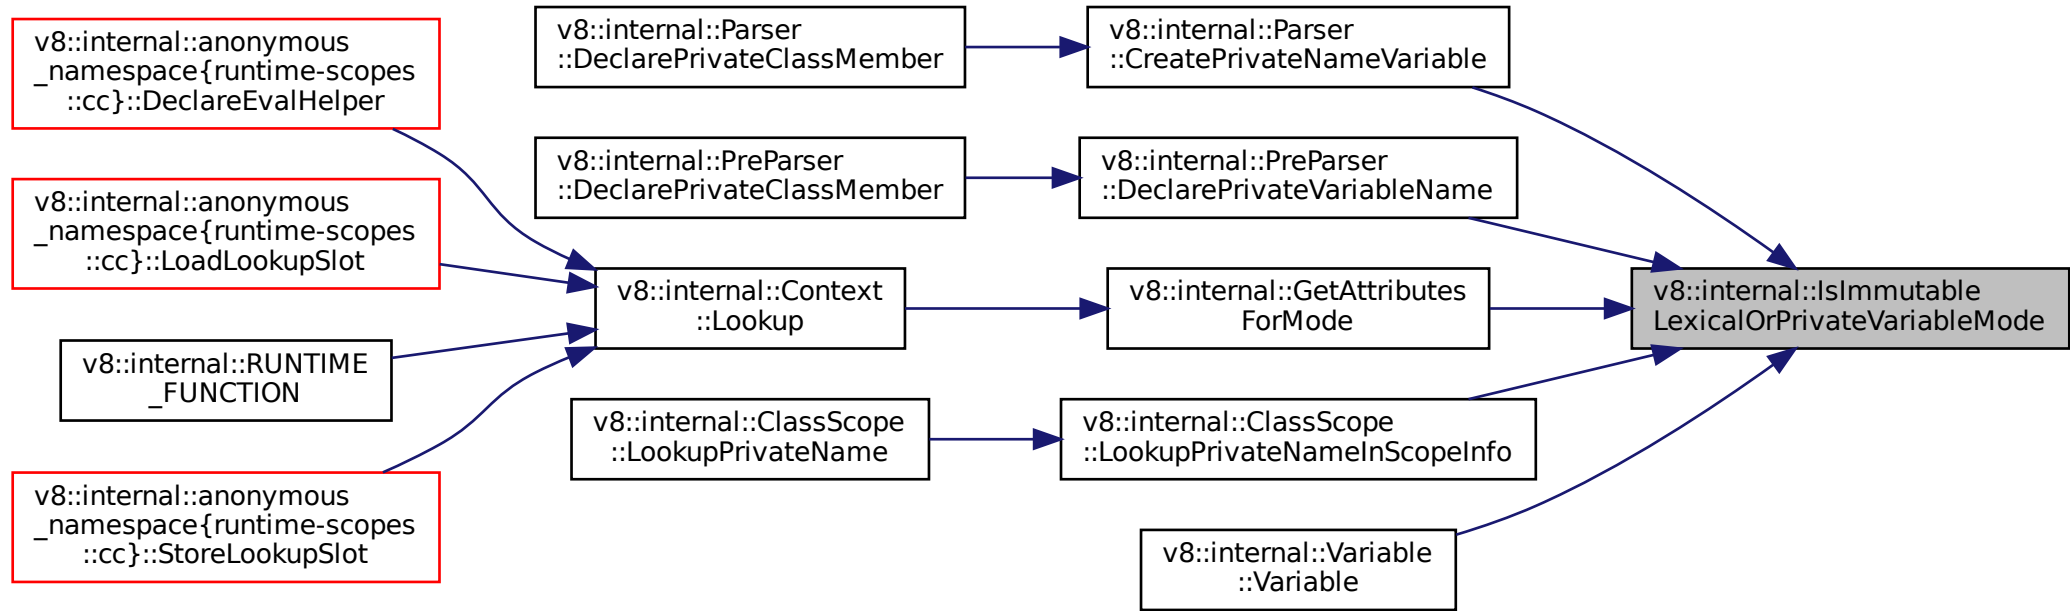 v8::internal::anonymous
_namespace{runtime-scopes
::cc}::DeclareEvalHelper
v8::internal::anonymous
_namespace{runtime-scopes
::cc}::LoadLookupSlot
v8::internal::RUNTIME
_FUNCTION
v8::internal::anonymous
_namespace{runtime-scopes
::cc}::StoreLookupSlot
v8::internal::Parser
::DeclarePrivateClassMember
v8::internal::PreParser
::DeclarePrivateClassMember
v8::internal::Context
::Lookup
v8::internal::ClassScope
::LookupPrivateName
v8::internal::Parser
::CreatePrivateNameVariable
v8::internal::PreParser
::DeclarePrivateVariableName
v8::internal::GetAttributes
ForMode
v8::internal::ClassScope
::LookupPrivateNameInScopeInfo
v8::internal::Variable
::Variable
v8::internal::IsImmutable
LexicalOrPrivateVariableMode